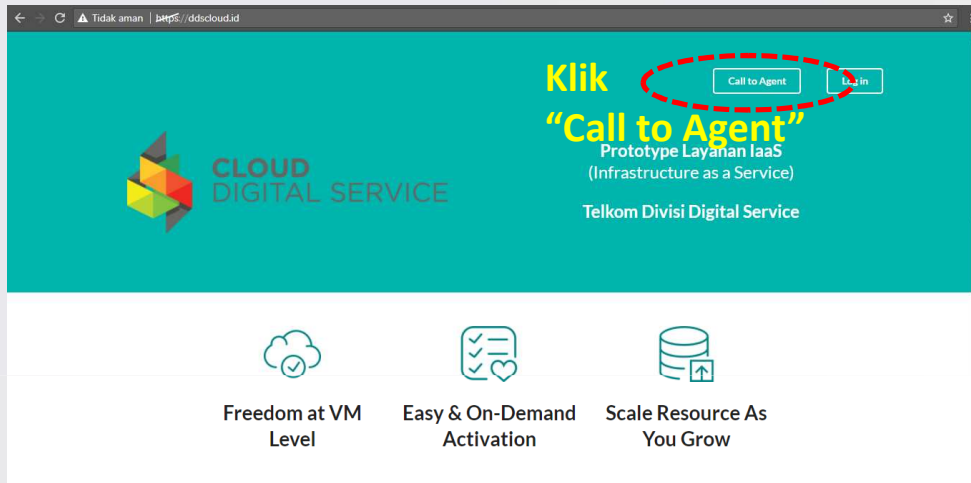 Tidak aman | https://ddscloud.id
Klik
Call to Agent
Log in
“Call to Agent”
CLOUD
DIGITAL SERVICE
Prototype Layanan IaaS
(Infrastructure as a Service)
Telkom Divisi Digital Service
Freedom at VM
Level
Easy & On-Demand
Activation
Scale Resource As
You Grow